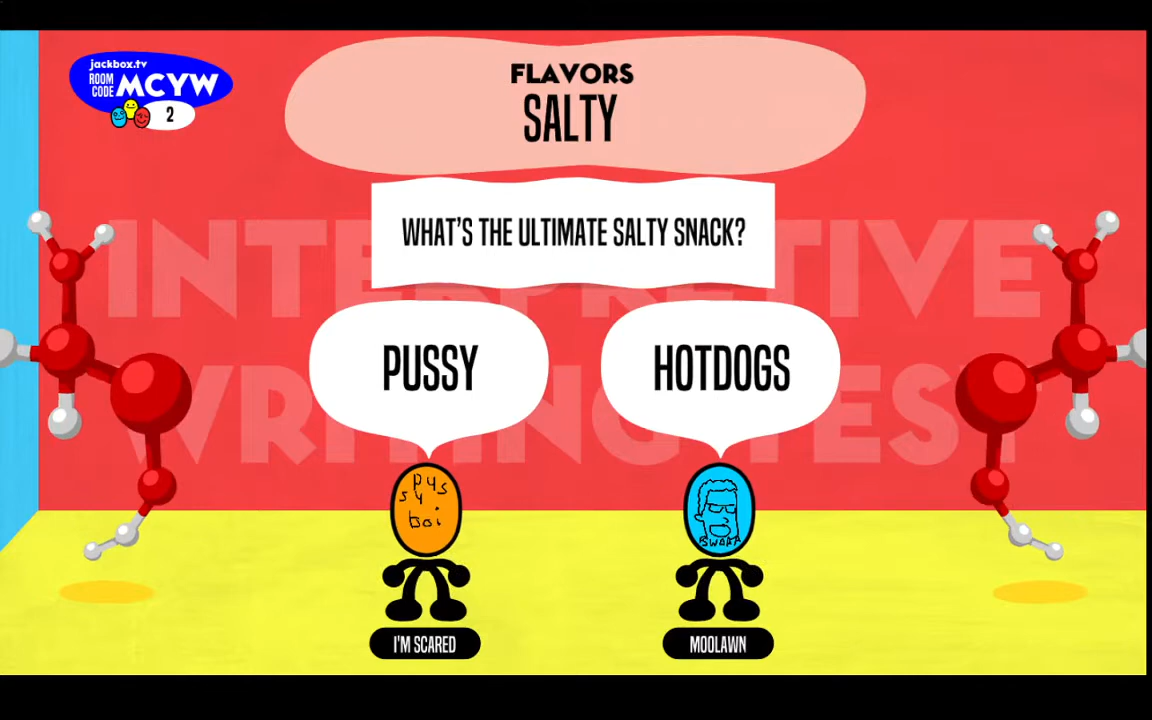 jackbox.tv
ROOM
CODE
MCYW
2
FLAVORS
SALTY
WHAT'S THE ULTIMATE SALTY SNACK?
INTERPRETIVE
WRITING TEST
PUSSY
HOTDOGS
pus
sy
boi
BWAAA
I'M SCARED
MOOLAWN